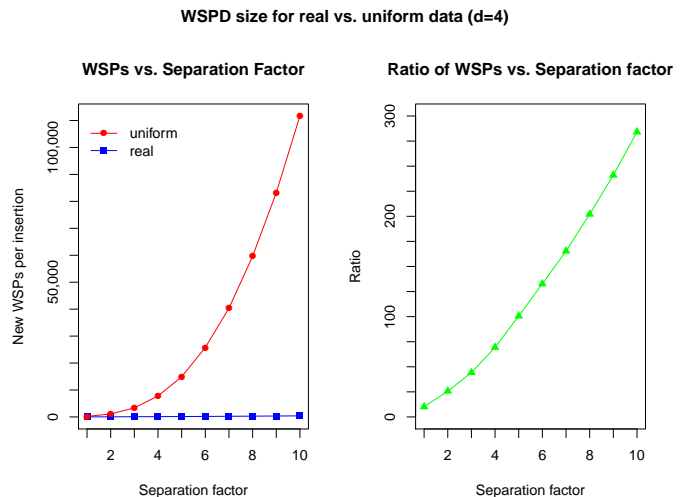 WSPD size for real vs. uniform data (d=4)
WSPs vs. Separation Factor
New WSPs per insertion
0
50,000
100,000
uniform
real
2
4
6
8
10
Separation factor
Ratio of WSPs vs. Separation factor
Ratio
0
100
200
300
2
4
6
8
10
Separation factor